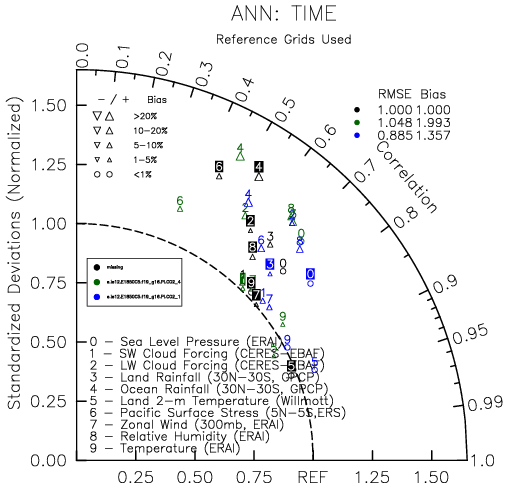 ANN: TIME
Reference Grids Used
0.0 0.1 0.2 0.3 0.4 0.5 0.6 0.7 0.8 0.9 0.95 0.99 1.0
Correlation
RMSE Bias
1.000 1.000
1.048 1.993
0.885 1.357
− / + Bias
>20%
10−20%
5−10%
1−5%
<1%
Standardized Deviations (Normalized)
1.50
1.25
1.00
0.75
0.50
0.25
0.00
missing
0 − Sea Level Pressure (ERAI)
1 − SW Cloud Forcing (CERES−EBAF)
2 − LW Cloud Forcing (CERES−EBAF)
3 − Land Rainfall (30N−30S, GPCP)
4 − Ocean Rainfall (30N−30S, GPCP)
5 − Land 2−m Temperature (Willmott)
6 − Pacific Surface Stress (5N−5S,ERS)
7 − Zonal Wind (300mb, ERAI)
8 − Relative Humidity (ERAI)
9 − Temperature (ERAI)
0.25 0.50 0.75 REF 1.25 1.50